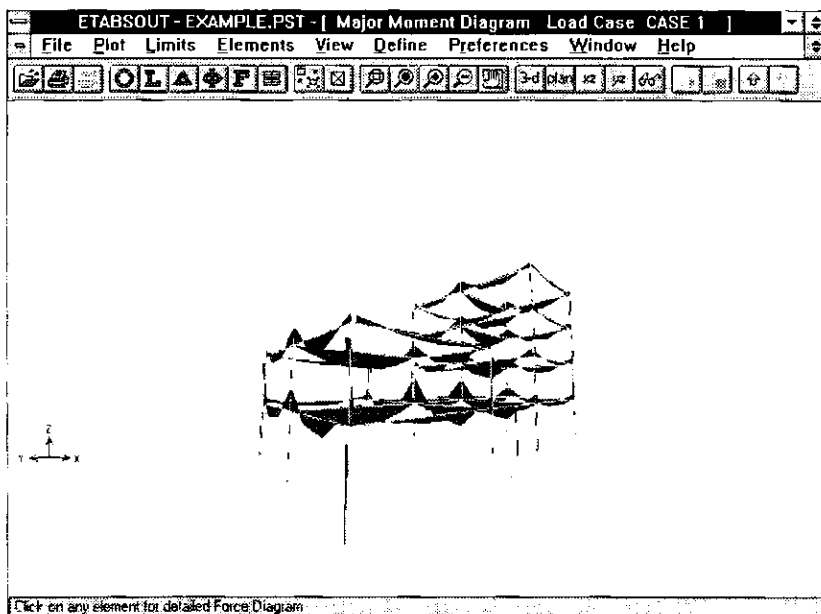 ETABSOUT - EXAMPLE.PST - [ Major Moment Diagram Load Case CASE 1 ]
File Plot Limits Elements View Define Preferences Window Help
O L F 3-d plan xz yz
Z
Y X
Click on any element for detailed Force Diagram